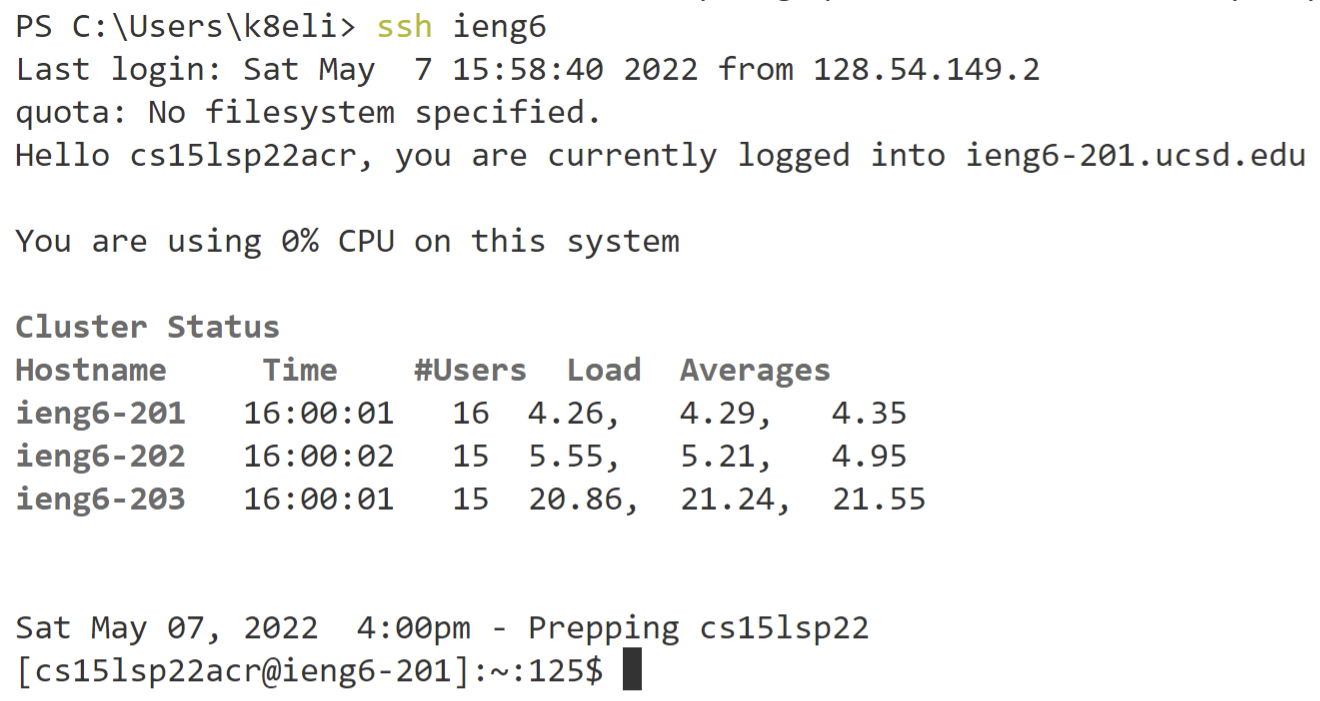 PS C:\Users\k8eli> ssh ieng6
Last login: Sat May  7 15:58:40 2022 from 128.54.149.2
quota: No filesystem specified.
Hello cs15lsp22acr, you are currently logged into ieng6-201.ucsd.edu
You are using 0% CPU on this system
Cluster Status
Hostname     Time    #Users  Load  Averages
ieng6-201   16:00:01   16  4.26,   4.29,   4.35
ieng6-202   16:00:02   15  5.55,   5.21,   4.95
ieng6-203   16:00:01   15  20.86,  21.24,  21.55
Sat May 07, 2022  4:00pm - Prepping cs15lsp22
[cs15lsp22acr@ieng6-201]:~:125$